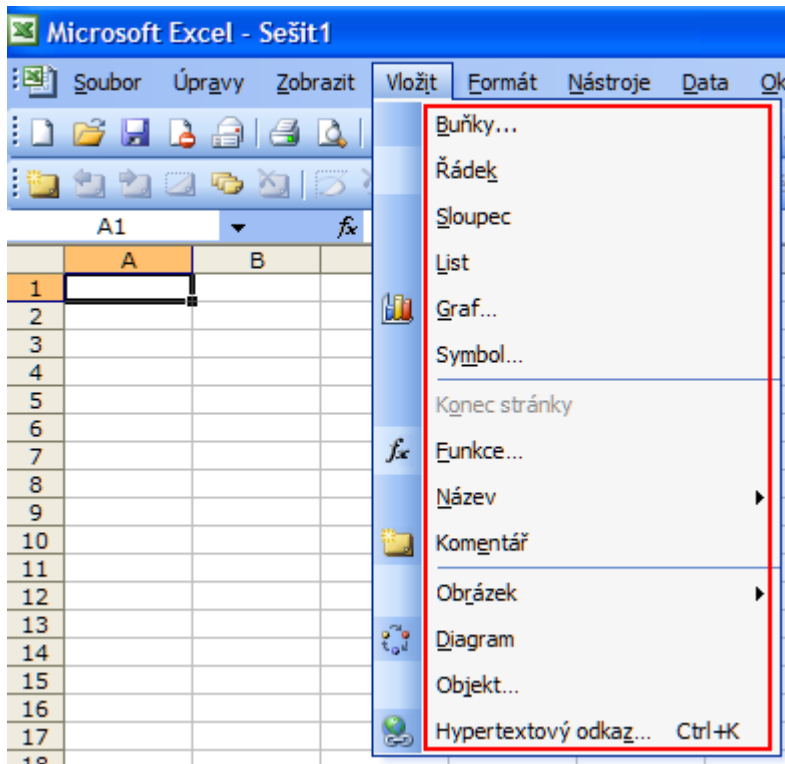 Microsoft Excel - Sešit1
Soubor Úpravy Zobrazit Vložit Formát Nástroje Data
A1 fx
A B
1
2
3
4
5
6
7
8
9
10
11
12
13
14
15
16
17
18
Buňky...
Řádek
Sloupec
List
Graf...
Symbol...
Konec stránky
fx Funkce...
Název
Komentář
Obrázek
Diagram
Objekt...
Hypertextový odkaz... Ctrl+K